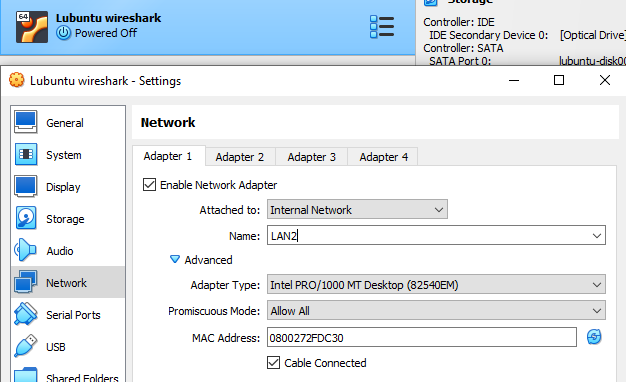 64
Lubuntu wireshark
Powered Off
Storage
Controller: IDE
IDE Secondary Device 0: [Optical Drive]
Controller: SATA
SATA Port 0: lubuntu-disk00
Lubuntu wireshark - Settings
General
System
Display
Storage
Audio
Network
Serial Ports
USB
Shared Folders
Network
Adapter 1 Adapter 2 Adapter 3 Adapter 4
Enable Network Adapter
Attached to: Internal Network
Name: LAN2
Advanced
Adapter Type: Intel PRO/1000 MT Desktop (82540EM)
Promiscuous Mode: Allow All
MAC Address: 0800272FDC30
Cable Connected